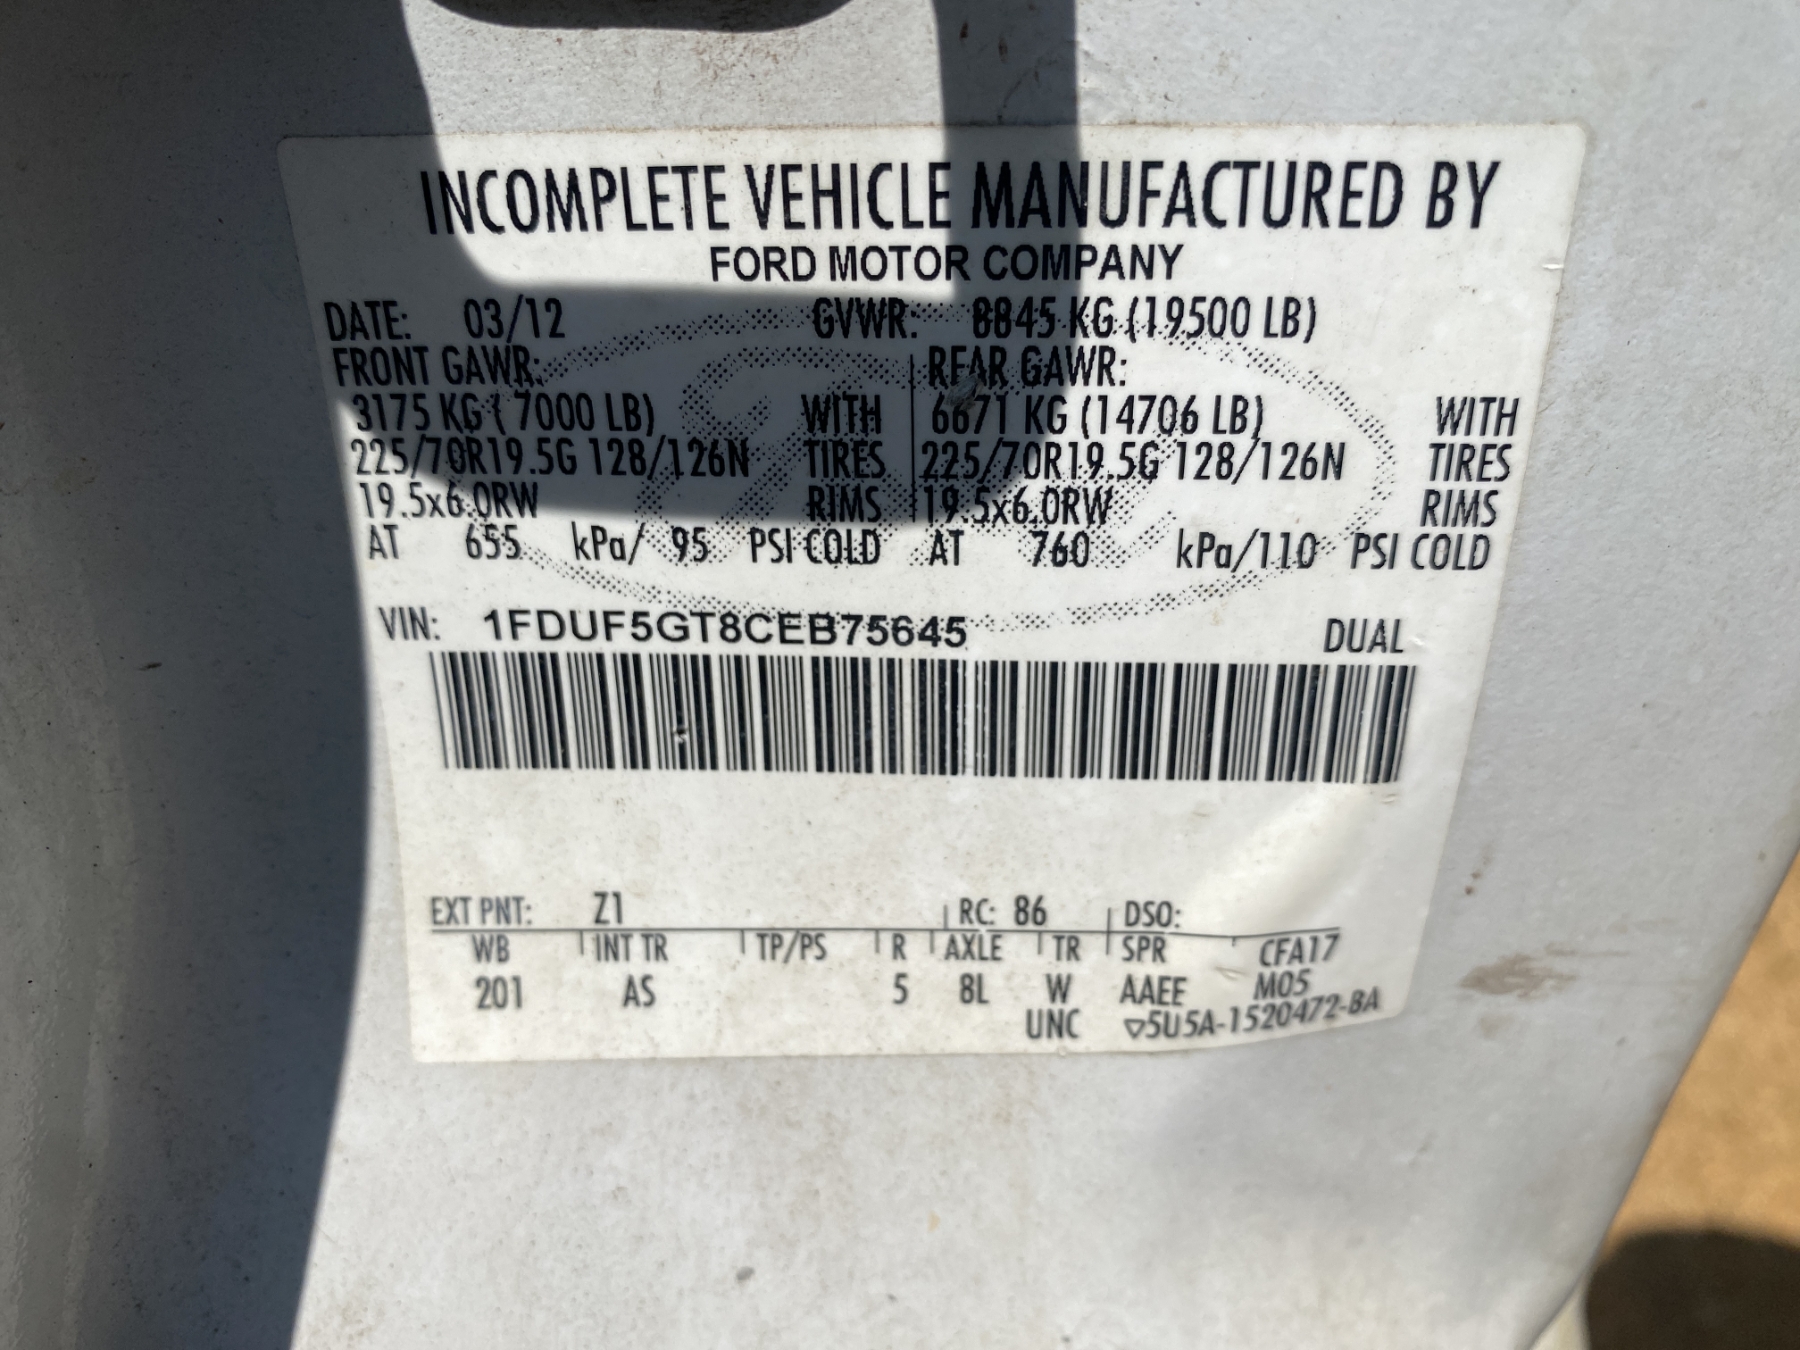 INCOMPLETE VEHICLE MANUFACTURED BY
FORD MOTOR COMPANY
DATE: 03/12 GVWR: 8845 KG (19500 LB)
FRONT GAWR: REAR GAWR:
3175 KG ( 7000 LB) WITH 6671 KG (14706 LB) WITH
225/70R19.5G 128/126N TIRES 225/70R19.5G 128/126N TIRES
19.5x6.0RW RIMS 19.5x6.0RW RIMS
AT 655 kPa/ 95 PSI COLD AT 760 kPa/110 PSI COLD
VIN: 1FDUF5GT8CEB75645 DUAL
EXT PNT: Z1 RC: 86 DSO:
WB INT TR TP/PS R AXLE TR SPR CFA17
201 AS 5 8L W AAEE M05
UNC ▽5U5A-1520472-BA